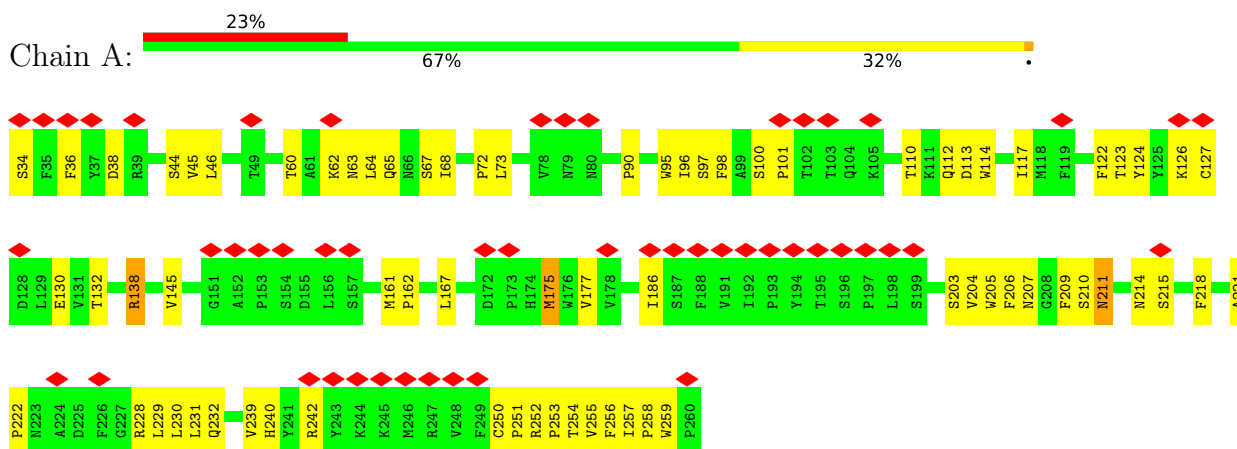 23%
Chain A:
67% 32% •
S34 F35 F36 Y37 D38 R39 S44 V45 L46 T49 T60 A61 K62 N63 L64 Q65 N66 S67 I68 P72 L73 V78 N79 N80 P90 W95 I96 S97 F98 A99 S100 P101 T102 T103 Q104 K105 T110 K111 Q112 D113 W114 I117 M118 F119 F122 T123 Y124 Y125 K126 C127
D128 L129 E130 V131 T132 R138 V145 G151 A152 P153 S154 D155 L156 S157 M161 P162 L167 D172 P173 H174 M175 W176 V177 V178 I186 S187 F188 V191 I192 P193 Y194 T195 S196 P197 L198 S199 S203 V204 W205 F206 N207 G208 F209 S210 N211 N214 S215 F218 A221
P222 N223 A224 D225 F226 G227 R228 L229 L230 L231 Q232 V239 H240 Y241 R242 Y243 K244 K245 M246 R247 V248 F249 C250 P251 R252 P253 T254 V255 F256 I257 P258 W259 P260